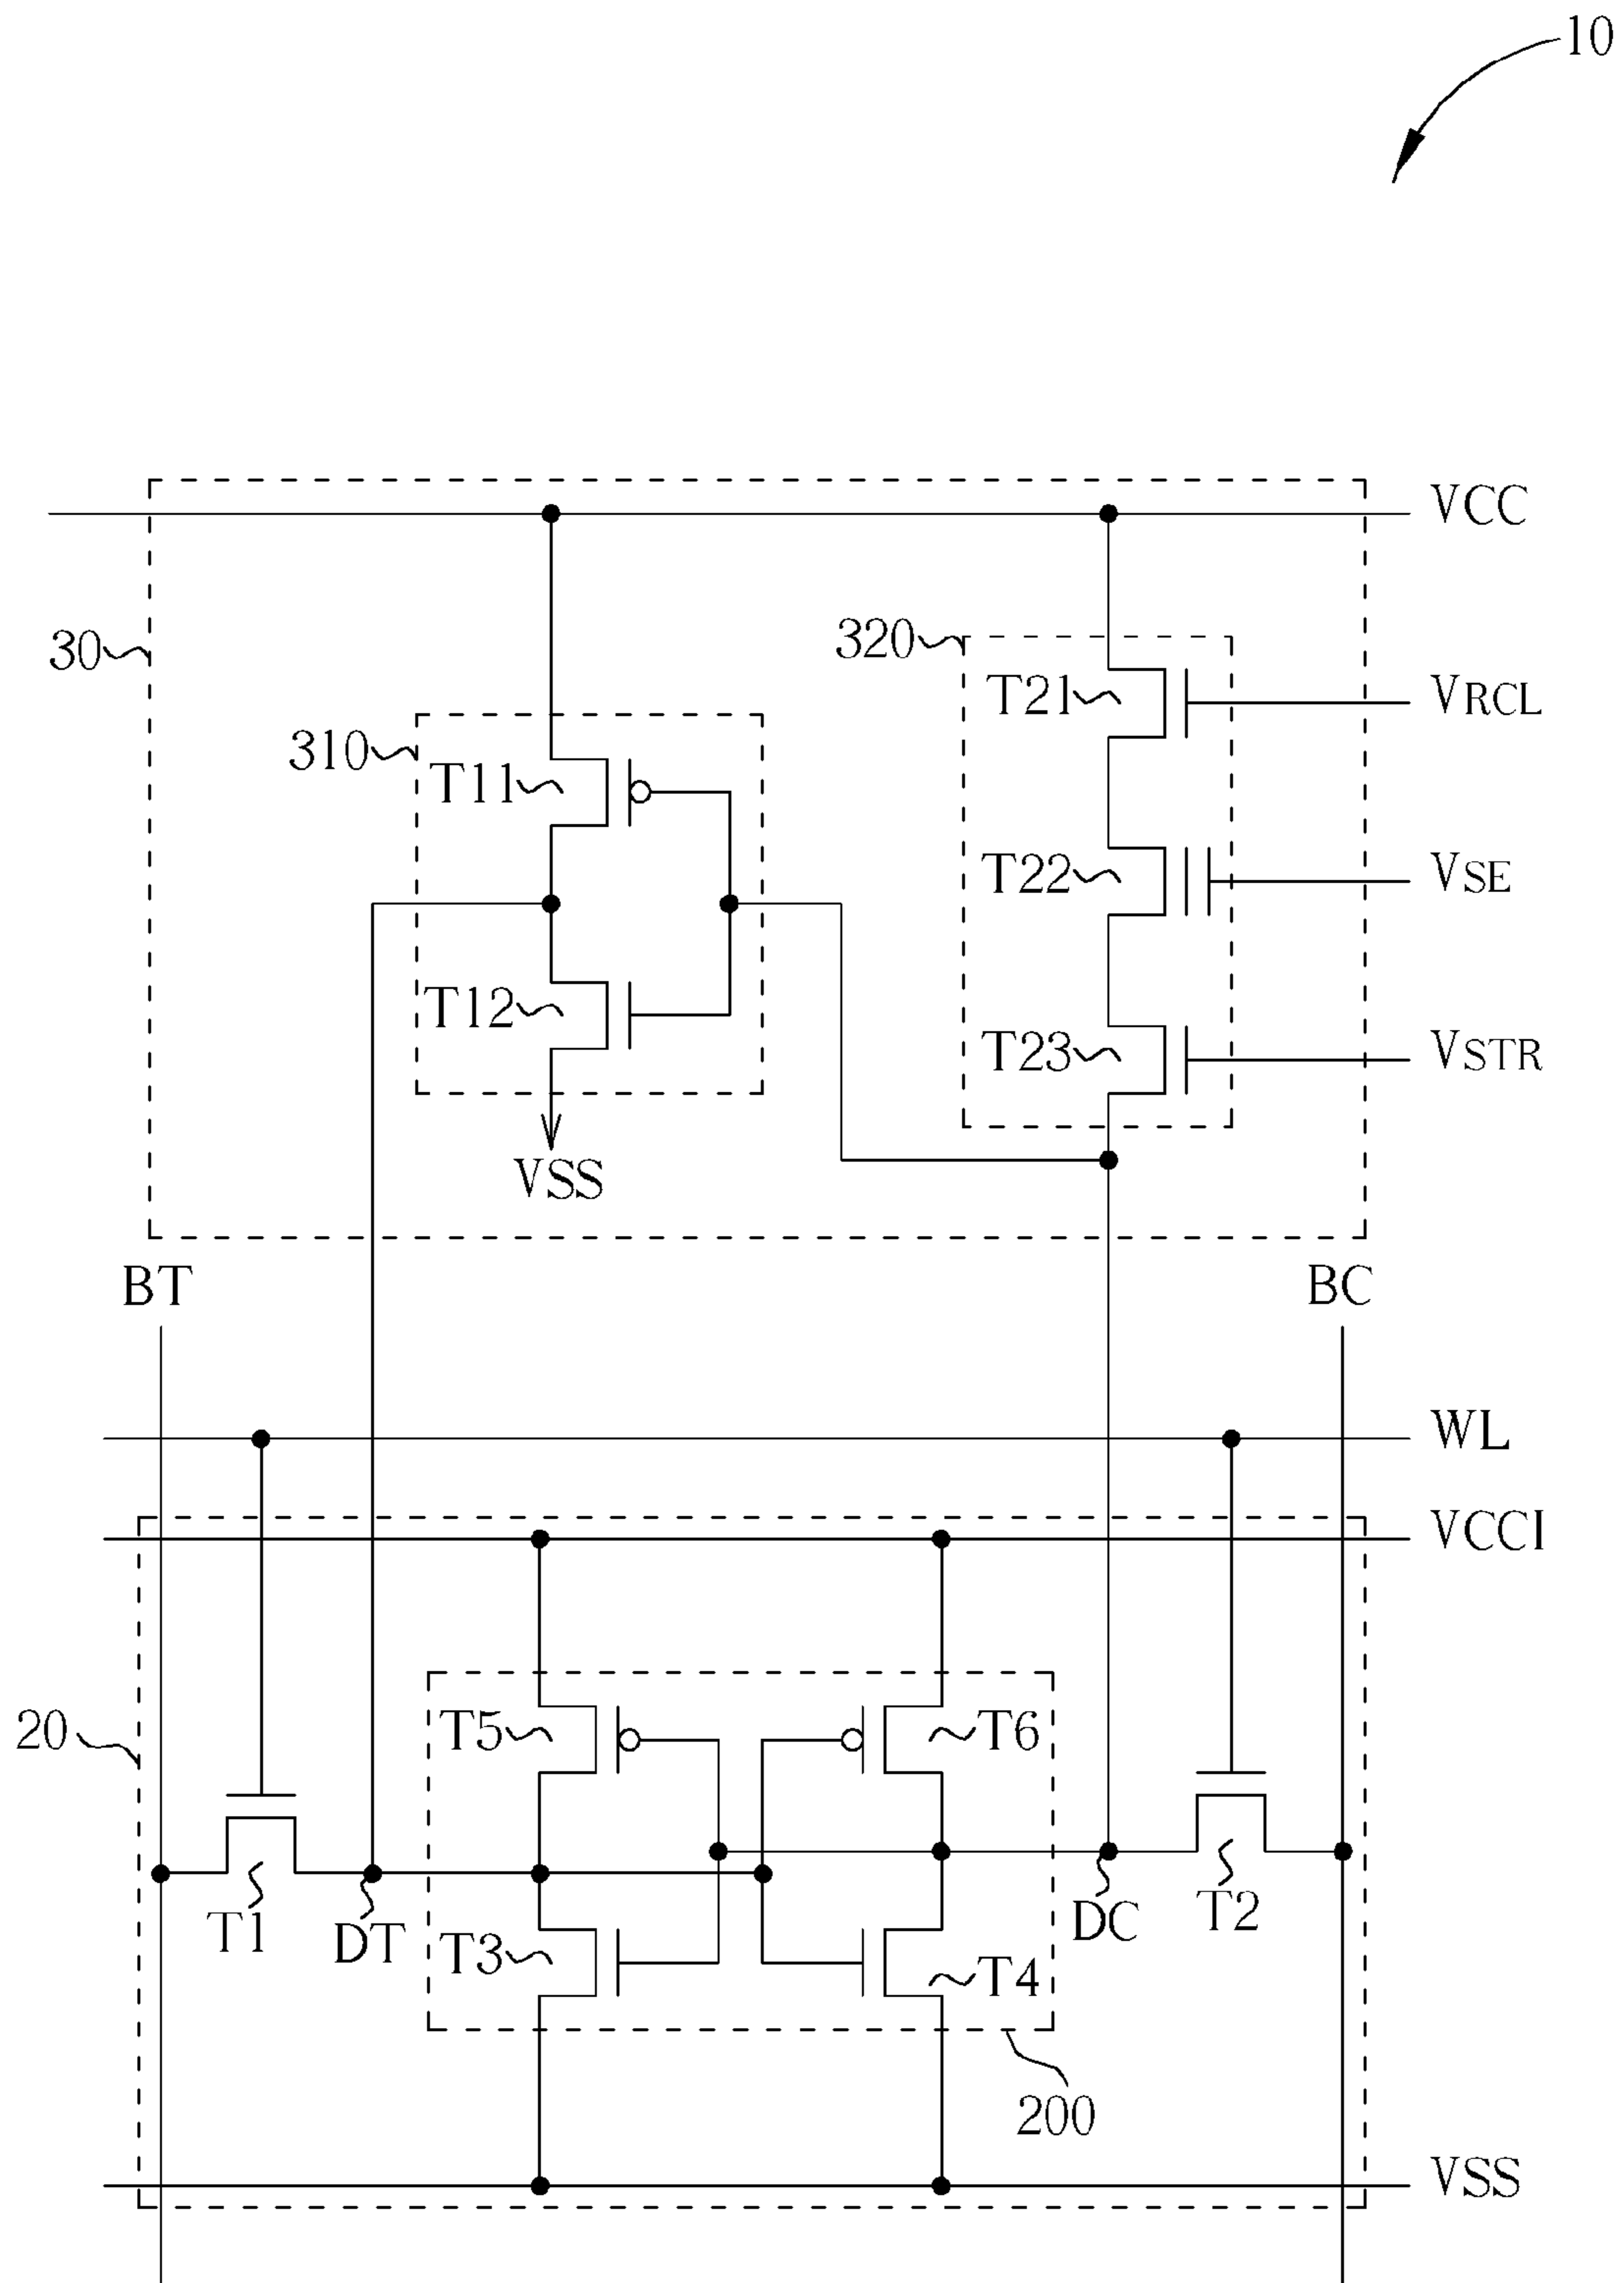 10
VCC
30
320
T21
VRCL
310
T11
T22
VSE
T12
T23
VSTR
VSS
BT
BC
WL
VCCI
20
T5
T6
T1
DT
T3
T4
DC
T2
200
VSS